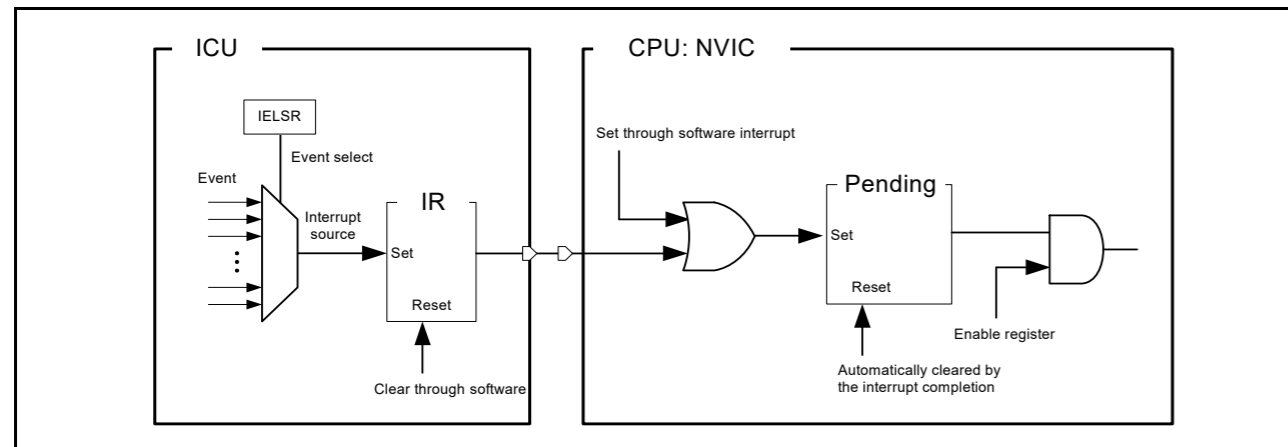 ICU
CPU: NVIC
IELSR
Event select
Event
Interrupt
source
IR
Set
Reset
Clear through software
Set through software interrupt
Pending
Set
Reset
Enable register
Automatically cleared by
the interrupt completion